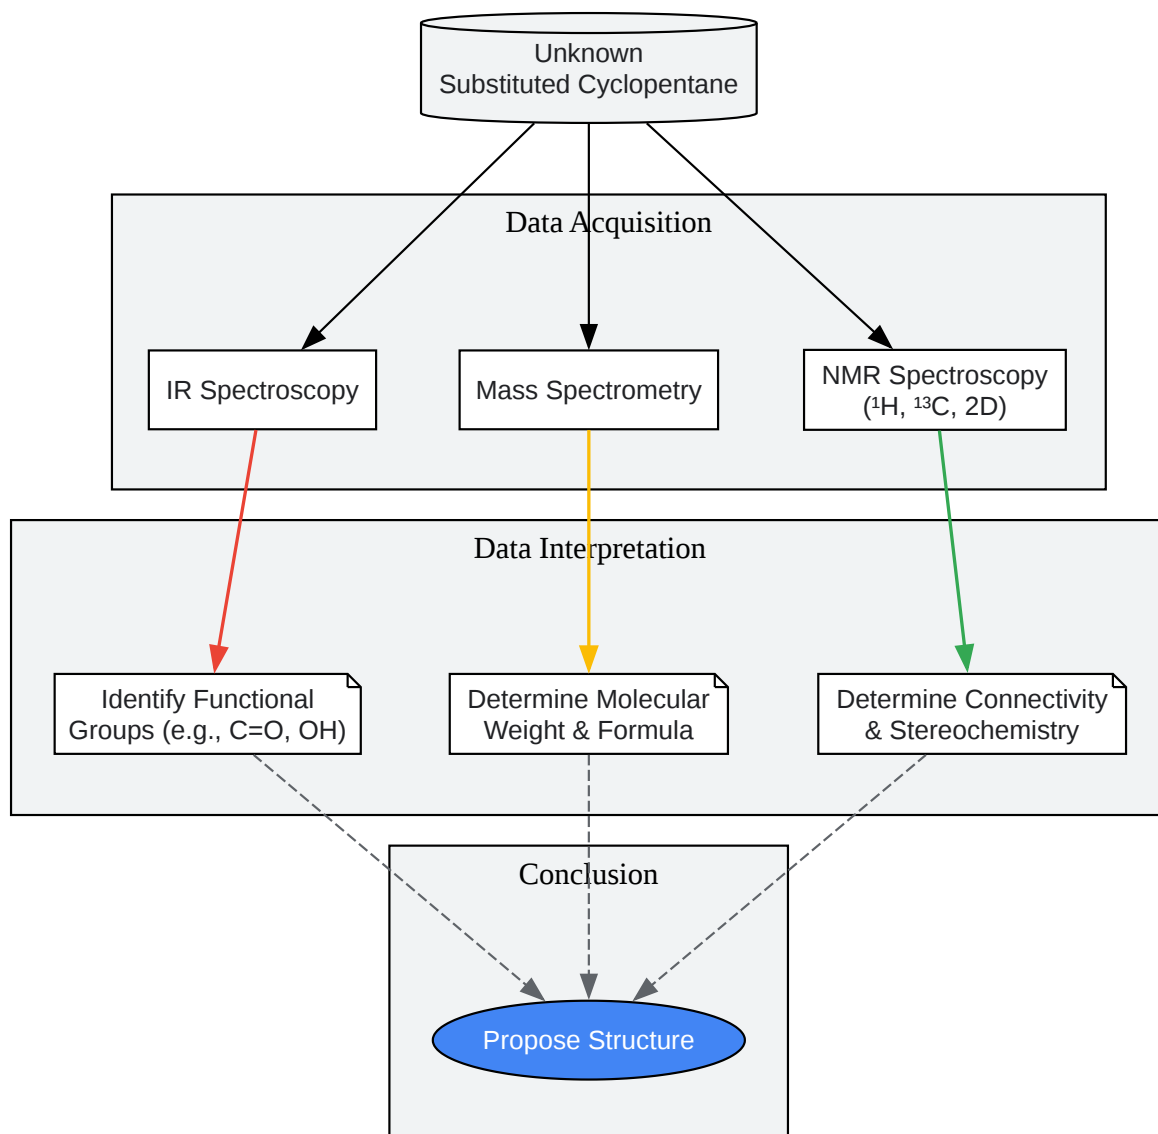 Unknown
Substituted Cyclopentane
Data Acquisition
IR Spectroscopy
Mass Spectrometry
NMR Spectroscopy
(¹H, ¹³C, 2D)
Data Interpretation
Identify Functional
Groups (e.g., C=O, OH)
Determine Molecular
Weight & Formula
Determine Connectivity
& Stereochemistry
Conclusion
Propose Structure